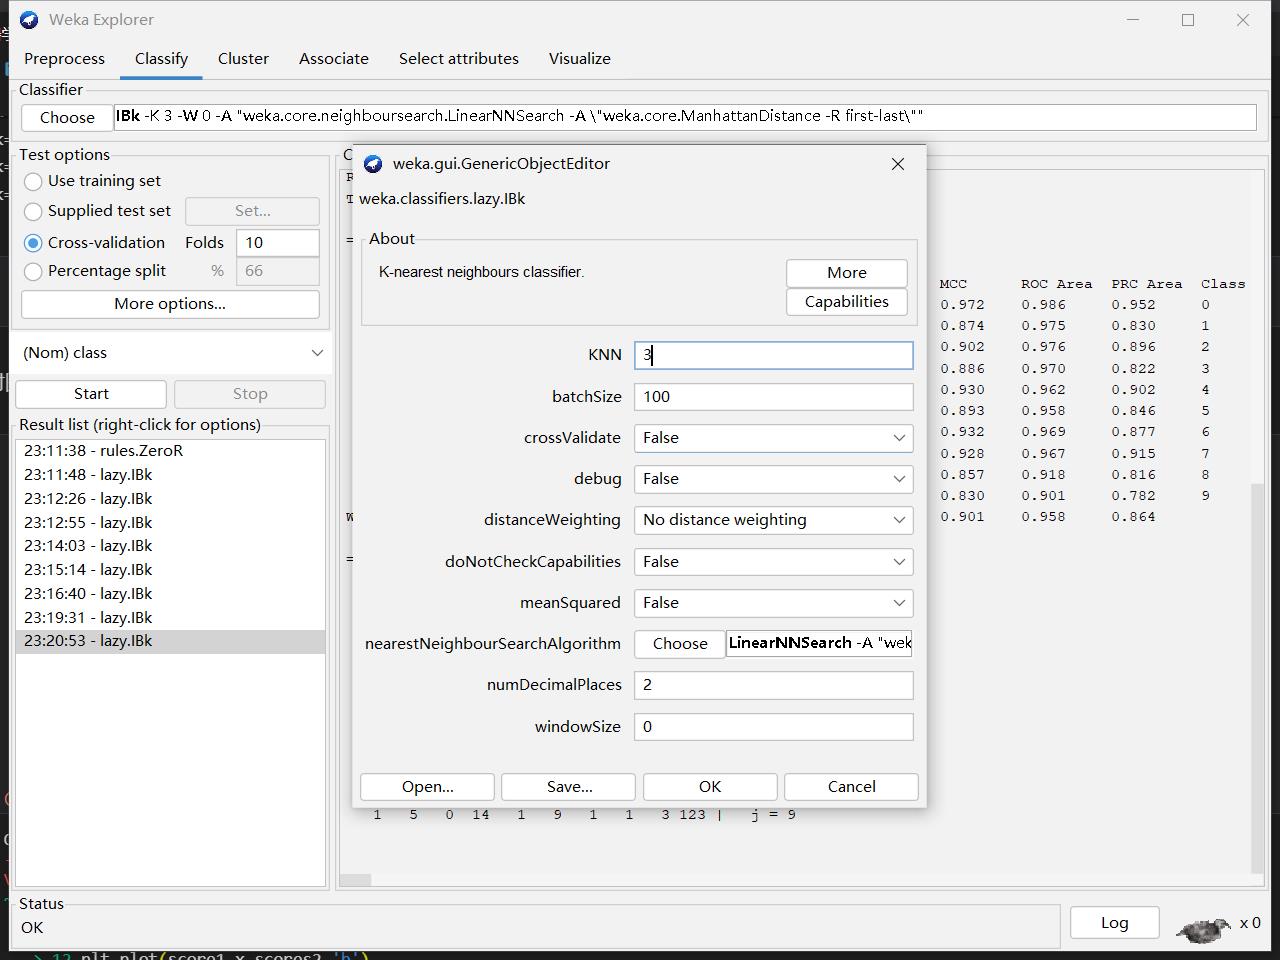 Weka Explorer
Preprocess Classify Cluster Associate Select attributes Visualize
Classifier
Choose IBk -K 3 -W 0 -A "weka.core.neighboursearch.LinearNNSearch -A \"weka.core.ManhattanDistance -R first-last\""
Test options
Use training set
Supplied test set Set...
Cross-validation Folds 10
Percentage split % 66
More options...
(Nom) class
Start Stop
Result list (right-click for options)
23:11:38 - rules.ZeroR
23:11:48 - lazy.IBk
23:12:26 - lazy.IBk
23:12:55 - lazy.IBk
23:14:03 - lazy.IBk
23:15:14 - lazy.IBk
23:16:40 - lazy.IBk
23:19:31 - lazy.IBk
23:20:53 - lazy.IBk
weka.gui.GenericObjectEditor
weka.classifiers.lazy.IBk
About
K-nearest neighbours classifier.
More
Capabilities
KNN 3
batchSize 100
crossValidate False
debug False
distanceWeighting No distance weighting
doNotCheckCapabilities False
meanSquared False
nearestNeighbourSearchAlgorithm Choose LinearNNSearch -A "wek
numDecimalPlaces 2
windowSize 0
Open... Save... OK Cancel
MCC ROC Area PRC Area Class
0.972 0.986 0.952 0
0.874 0.975 0.830 1
0.902 0.976 0.896 2
0.886 0.970 0.822 3
0.930 0.962 0.902 4
0.893 0.958 0.846 5
0.932 0.969 0.877 6
0.928 0.967 0.915 7
0.857 0.918 0.816 8
0.830 0.901 0.782 9
0.901 0.958 0.864
1 5 0 14 1 9 1 1 3 123 | j = 9
Status
OK
Log x 0